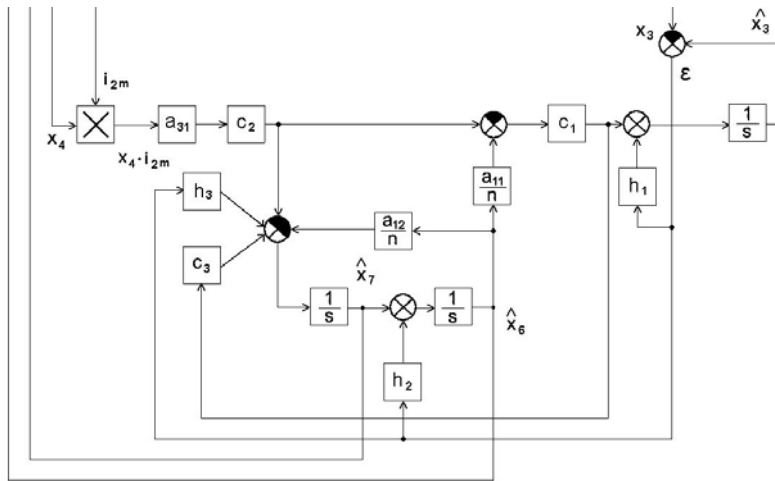 x̂₃
x₃
ε
i₂ₘ
a₃₁
c₂
c₁
1/s
x₄
x₄·i₂ₘ
h₃
a₁₁/n
h₁
a₁₂/n
c₃
x̂₇
1/s
1/s
x̂₆
h₂